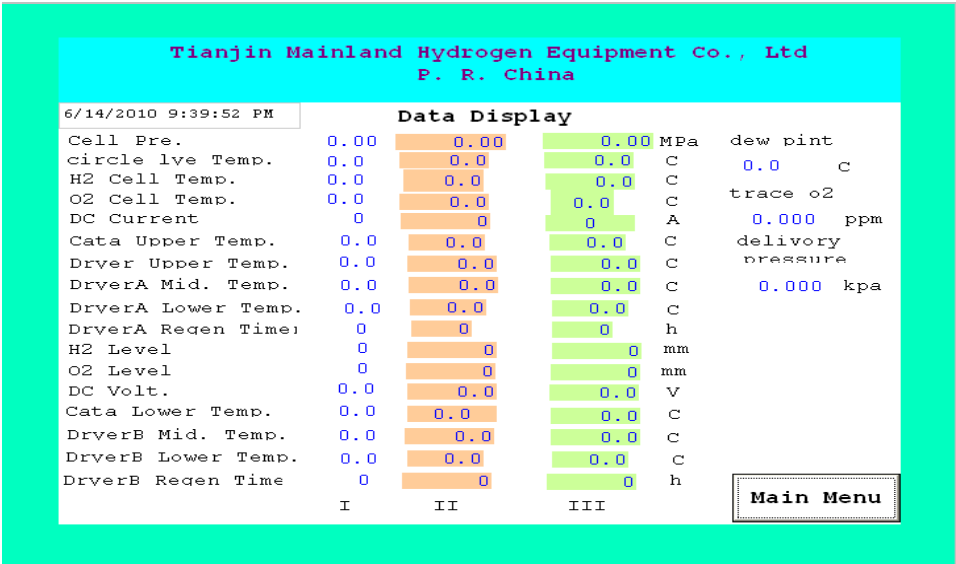 Tianjin Mainland Hydrogen Equipment Co., Ltd
P. R. China
6/14/2010 9:39:52 PM
Data Display
Cell Pre. 0.00 0.00 0.00 MPa
circle lve Temp. 0.0 0.0 0.0 C
H2 Cell Temp. 0.0 0.0 0.0 C
O2 Cell Temp. 0.0 0.0 0.0 C
DC Current 0 0 0 A
Cata Upper Temp. 0.0 0.0 0.0 C
Dryer Upper Temp. 0.0 0.0 0.0 C
DryerA Mid. Temp. 0.0 0.0 0.0 C
DryerA Lower Temp. 0.0 0.0 0.0 C
DryerA Regen Time 0 0 0 h
H2 Level 0 0 0 mm
O2 Level 0 0 0 mm
DC Volt. 0.0 0.0 0.0 V
Cata Lower Temp. 0.0 0.0 0.0 C
DryerB Mid. Temp. 0.0 0.0 0.0 C
DryerB Lower Temp. 0.0 0.0 0.0 C
DryerB Regen Time 0 0 0 h
I II III
dew pint
0.0 C
trace o2
0.000 ppm
delivory
pressure
0.000 kpa
Main Menu